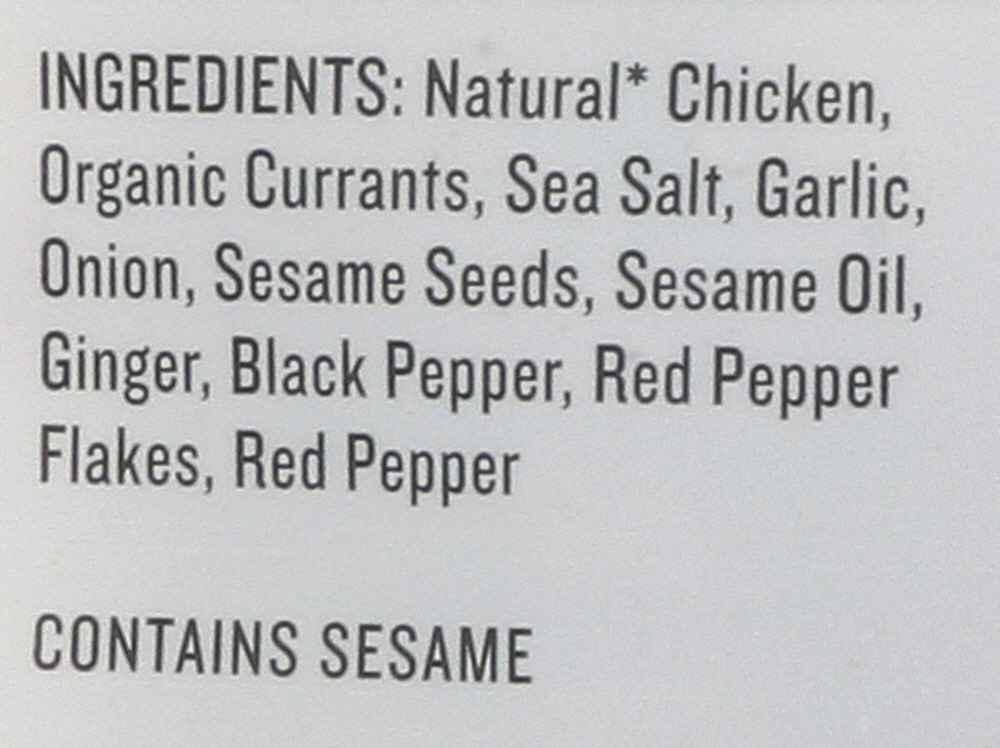 INGREDIENTS: Natural* Chicken,
Organic Currants, Sea Salt, Garlic,
Onion, Sesame Seeds, Sesame Oil,
Ginger, Black Pepper, Red Pepper
Flakes, Red Pepper
CONTAINS SESAME